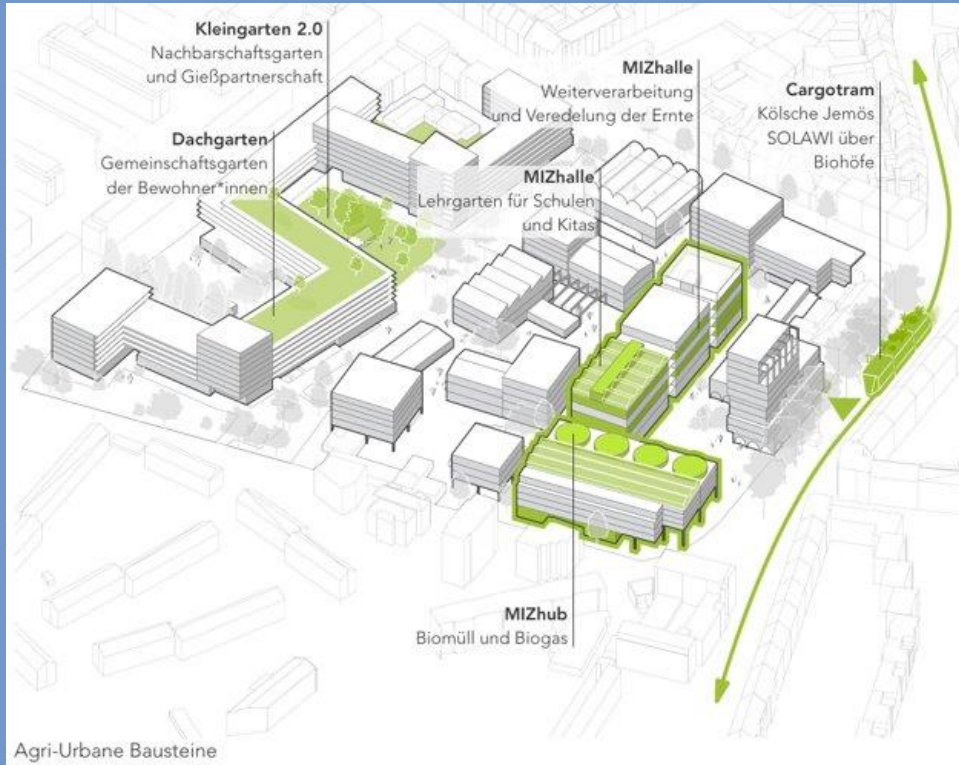 Kleingarten 2.0
Nachbarschaftsgarten
und Gießpartnerschaft
Dachgarten
Gemeinschaftsgarten
der Bewohner*innen
MIZhalle
Weiterverarbeitung
und Veredelung der Ernte
MIZhalle
Lehrgarten für Schulen
und Kitas
Cargotram
Kölsche Jemös
SOLAWI über
Biohöfe
MIZhub
Biomüll und Biogas
Agri-Urbane Bausteine